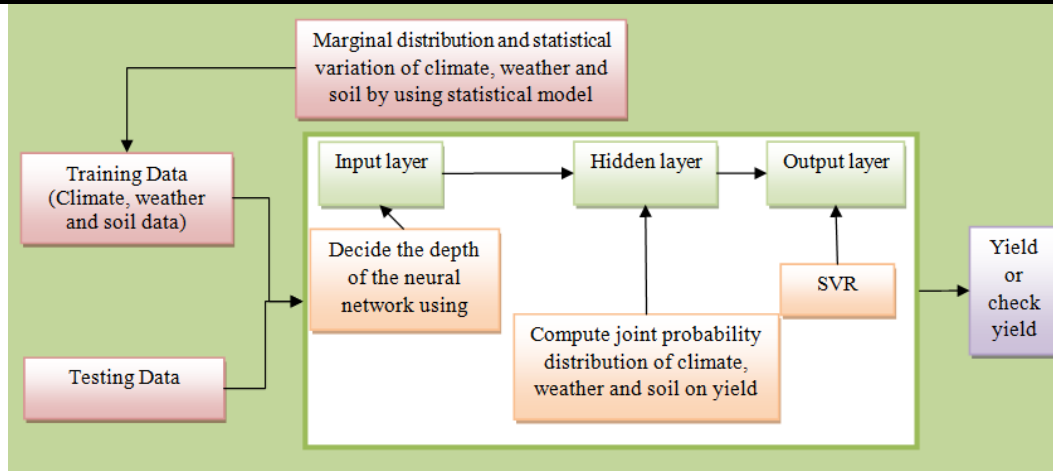 Marginal distribution and statistical
variation of climate, weather and
soil by using statistical model
Training Data
(Climate, weather
and soil data)
Testing Data
Input layer
Hidden layer
Output layer
Decide the depth
of the neural
network using
Compute joint probability
distribution of climate,
weather and soil on yield
SVR
Yield
or
check
yield